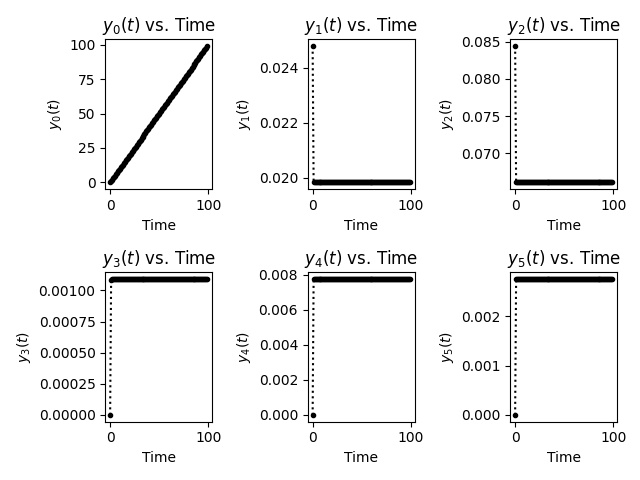 y₀(t) vs. Time
100
75
50
25
0
y₀(t)
0
100
Time
y₁(t) vs. Time
0.024
0.022
0.020
y₁(t)
0
100
Time
y₂(t) vs. Time
0.085
0.080
0.075
0.070
y₂(t)
0
100
Time
y₃(t) vs. Time
0.00100
0.00075
0.00050
0.00025
0.00000
y₃(t)
0
100
Time
y₄(t) vs. Time
0.008
0.006
0.004
0.002
0.000
y₄(t)
0
100
Time
y₅(t) vs. Time
0.002
0.001
0.000
y₅(t)
0
100
Time